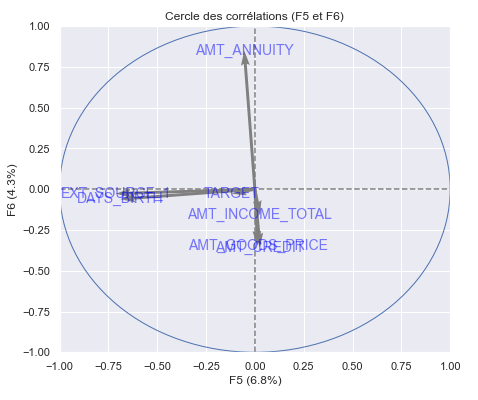 Cercle des corrélations (F5 et F6)
1.00
AMT_ANNUITY
0.75
0.50
0.25
0.00
EXT_SOURCE_1
TARGET
DAYS_BIRTH
AMT_INCOME_TOTAL
−0.25
AMT_GOODS_PRICE
AMT_CREDIT
−0.50
−0.75
−1.00
−1.00 −0.75 −0.50 −0.25 0.00 0.25 0.50 0.75 1.00
F5 (6.8%)
F6 (4.3%)